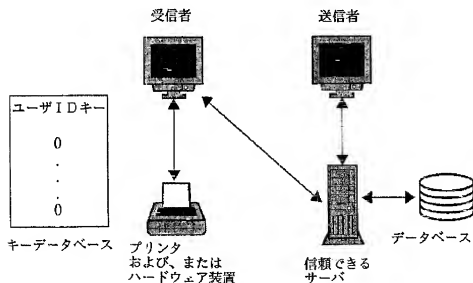 受信者
送信者
ユーザIDキー
0
0
キーデータベース
プリンタ
および、または
ハードウェア装置
信頼できる
サーバ
データベース